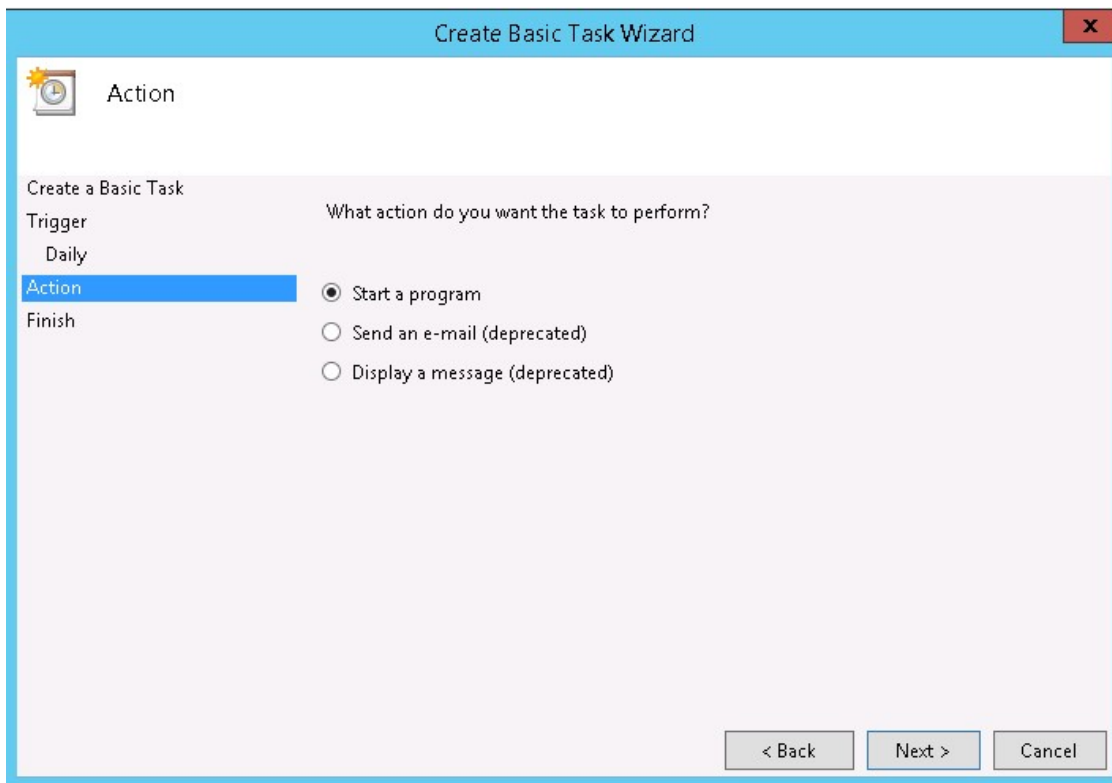 Create Basic Task Wizard
x
Action
Create a Basic Task
Trigger
Daily
Action
Finish
What action do you want the task to perform?
Start a program
Send an e-mail (deprecated)
Display a message (deprecated)
< Back
Next >
Cancel